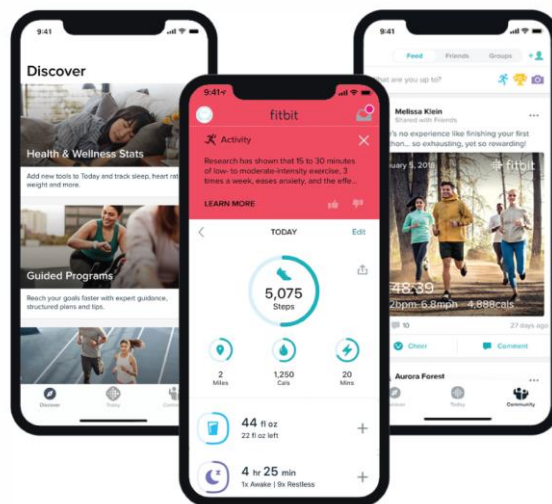 9:41
Discover
Health & Wellness Stats
Add new tools to Today and track sleep, heart rat
weight and more.
Guided Programs
Reach your goals faster with expert guidance,
structured plans and tips.
Discover
Today
9:41
fitbit
Activity
Research has shown that 15 to 30 minutes
of low- to moderate-intensity exercise, 3
times a week, eases anxiety, and the effe...
LEARN MORE
TODAY
Edit
5,075
Steps
2
Miles
1,250
Cals
20
Mins
44 fl oz
22 fl oz left
4 hr 25 min
1x Awake | 9x Restless
9:41
Feed
Friends
Groups
are you up to?
Melissa Klein
Shared with Friends
no experience like finishing your first
so exhausting, yet so rewarding!
5, 2018
fitbit
48:39
2bpm 6.8mph 4,888cals
10
27 days ago
Cheer
Comment
Aurora Forest
Today
Community